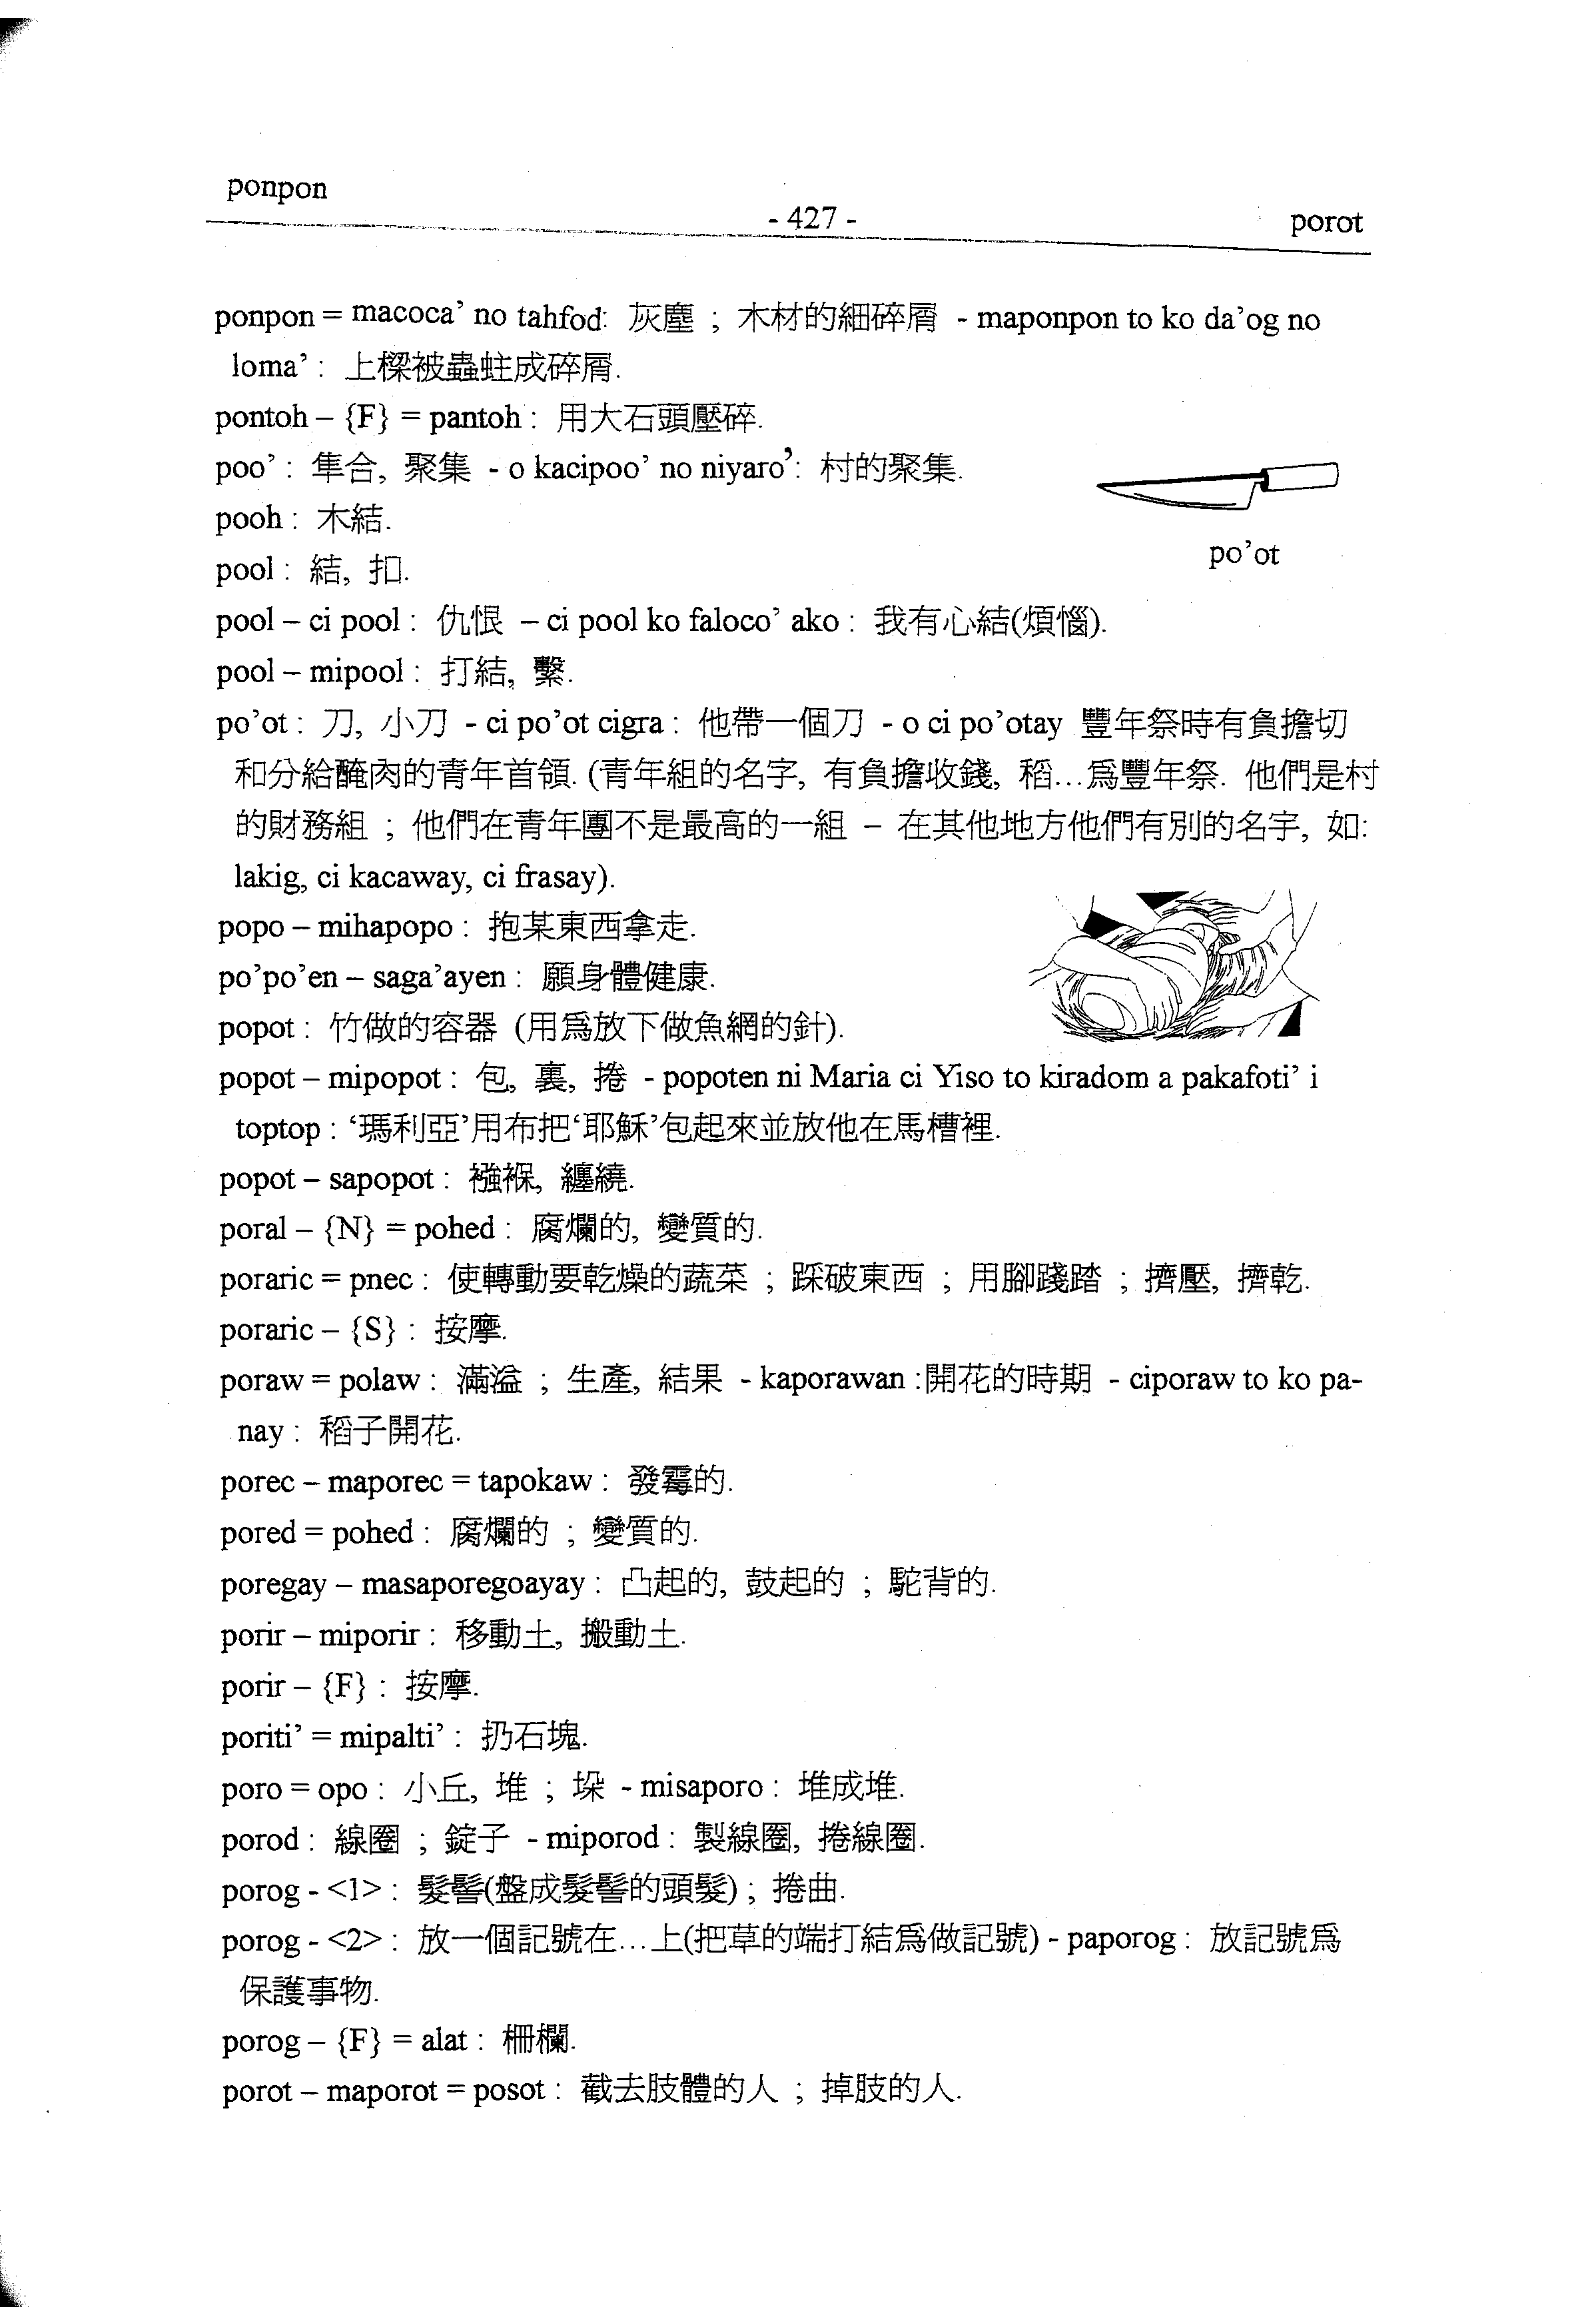 ponpon
- 427 -
porot
ponpon = macoca’ no tahfod: 灰塵 ; 木材的細碎屑 - maponpon to ko da’og no
loma’ : 上樑被蟲蛀成碎屑.
pontoh – {F} = pantoh : 用大石頭壓碎.
poo’ : 隼合, 聚集 - o kacipoo’ no niyaro’: 村的聚集.
pooh : 木結.
pool : 結, 扣.
po’ot
pool – ci pool : 仇恨 – ci pool ko faloco’ ako : 我有心結(煩惱).
pool – mipool : 打結, 繫.
po’ot : 刀, 小刀 - ci po’ot cigra : 他帶一個刀 - o ci po’otay 豐年祭時有負擔切
和分給醃肉的青年首領. (青年組的名字, 有負擔收錢, 稻...爲豐年祭. 他們是村
的財務組 ; 他們在青年團不是最高的一組 – 在其他地方他們有別的名字, 如:
lakig, ci kacaway, ci frasay).
popo – mihapopo : 抱某東西拿走.
po’po’en – saga’ayen : 願身體健康.
popot : 竹做的容器 (用爲放下做魚網的針).
popot – mipopot : 包, 裏, 捲 - popoten ni Maria ci Yiso to kiradom a pakafoti’ i
toptop : ‘瑪利亞’用布把‘耶穌’包起來並放他在馬槽裡.
popot – sapopot : 襁褓, 纏繞.
poral – {N} = pohed : 腐爛的, 變質的.
poraric = pnec : 使轉動要乾燥的蔬菜 ; 踩破東西 ; 用腳踐踏 ; 擠壓, 擠乾.
poraric – {S} : 按摩.
poraw = polaw : 滿溢 ; 生產, 結果 - kaporawan :開花的時期 - ciporaw to ko pa-
nay : 稻子開花.
porec – maporec = tapokaw : 發霉的.
pored = pohed : 腐爛的 ; 變質的.
poregay – masaporegoayay : 凸起的, 鼓起的 ; 駝背的.
porir – miporir : 移動土, 搬動土.
porir – {F} : 按摩.
poriti’ = mipalti’ : 扔石塊.
poro = opo : 小丘, 堆 ; 垛 - misaporo : 堆成堆.
porod : 線圈 ; 錠子 - miporod : 製線圈, 捲線圈.
porog - <1> : 髮髻(盤成髮髻的頭髮) ; 捲曲.
porog - <2> : 放一個記號在...上(把草的端打結爲做記號) - paporog : 放記號爲
保護事物.
porog – {F} = alat : 柵欄.
porot – maporot = posot : 截去肢體的人 ; 掉肢的人.